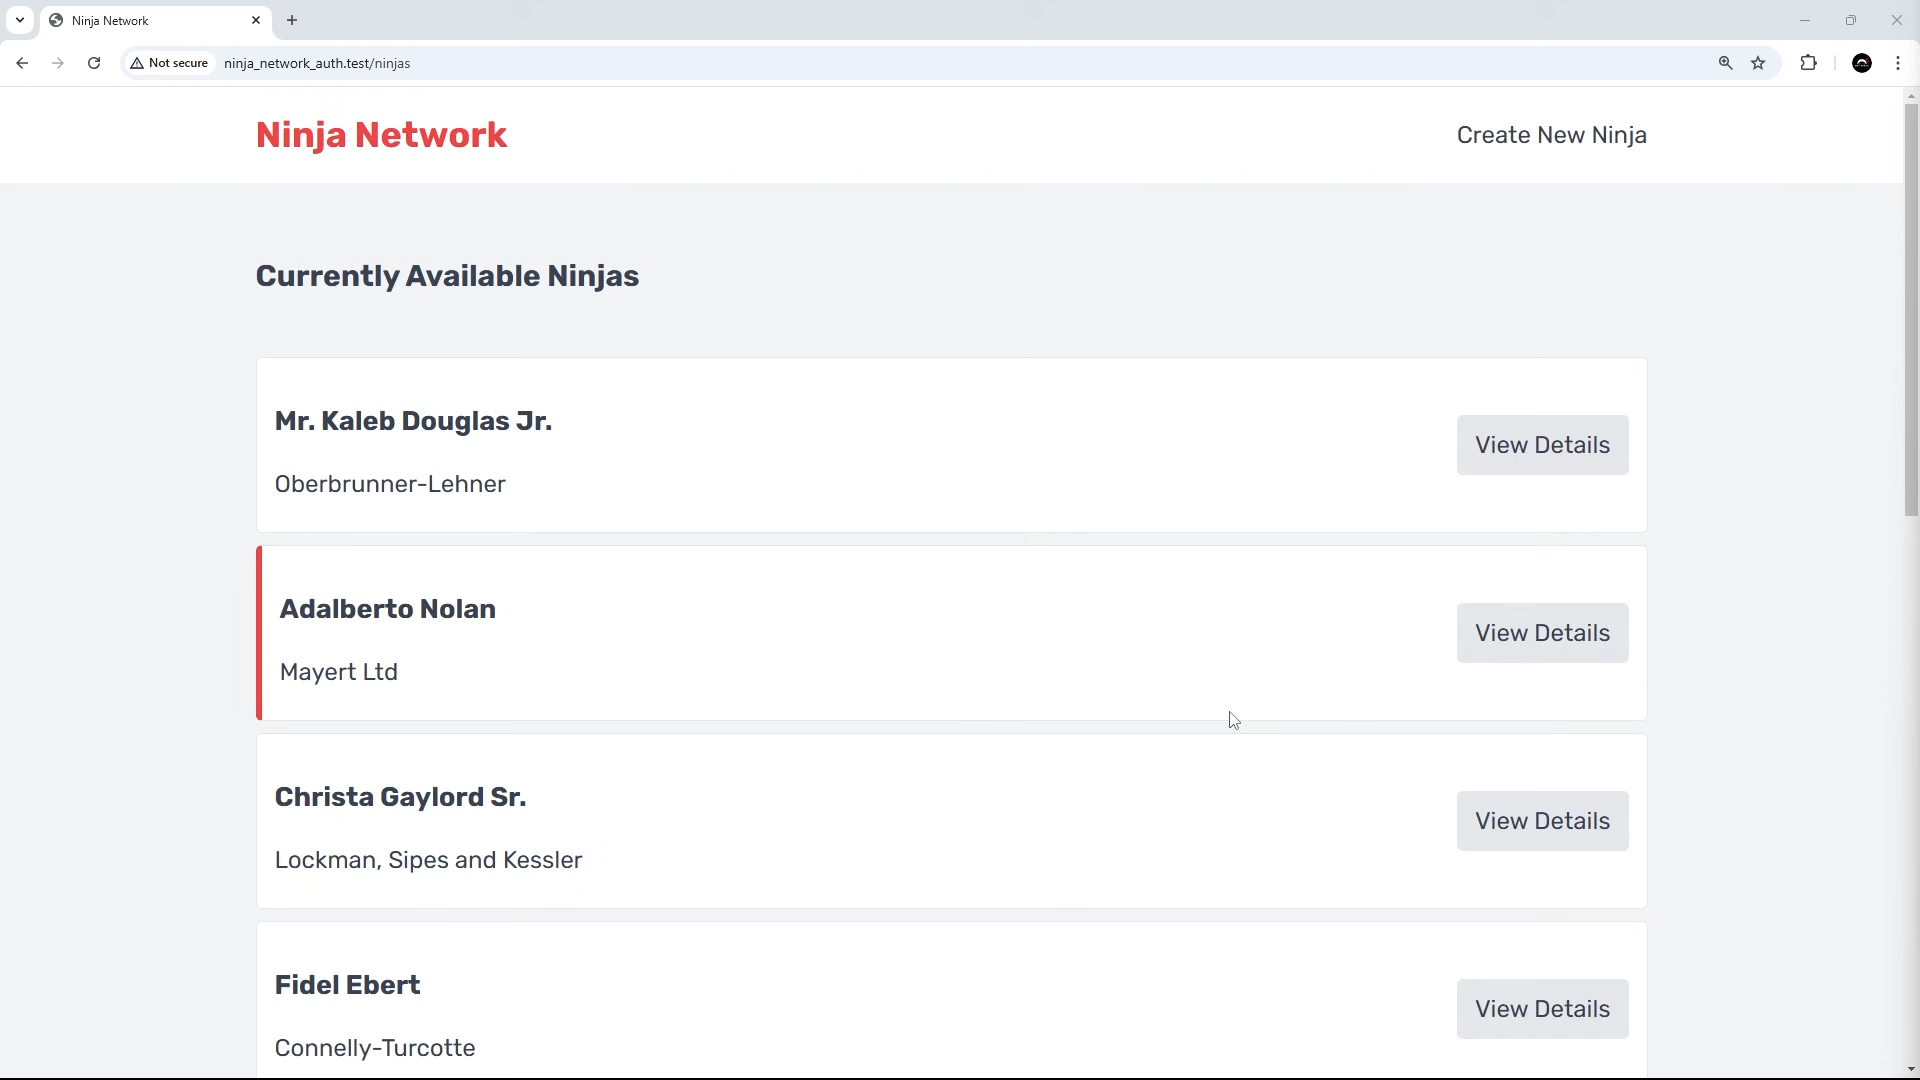 Ninja Network
Not secure
ninja_network_auth.test/ninjas
Ninja Network
Create New Ninja
Currently Available Ninjas
Mr. Kaleb Douglas Jr.
Oberbrunner-Lehner
View Details
Adalberto Nolan
Mayert Ltd
View Details
Christa Gaylord Sr.
Lockman, Sipes and Kessler
View Details
Fidel Ebert
Connelly-Turcotte
View Details